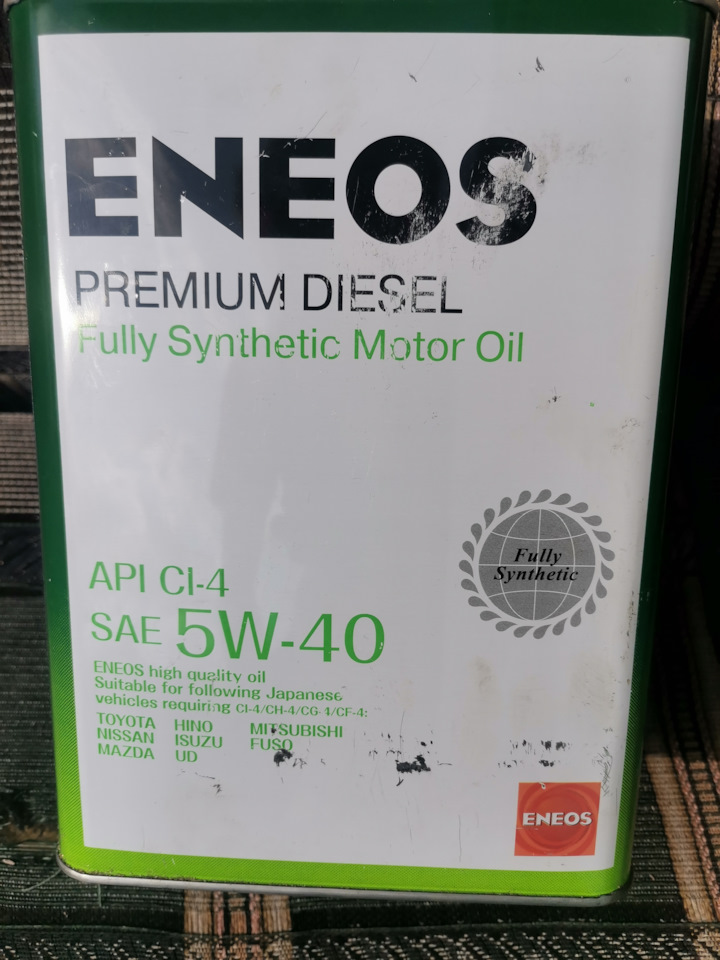 ENEOS
PREMIUM DIESEL
Fully Synthetic Motor Oil
Fully
Synthetic
API CI-4
SAE 5W-40
ENEOS high quality oil
Suitable for following Japanese
vehicles requiring CI-4/CH-4/CG-4/CF-4:
TOYOTA HINO MITSUBISHI
NISSAN ISUZU FUSO
MAZDA UD
ENEOS